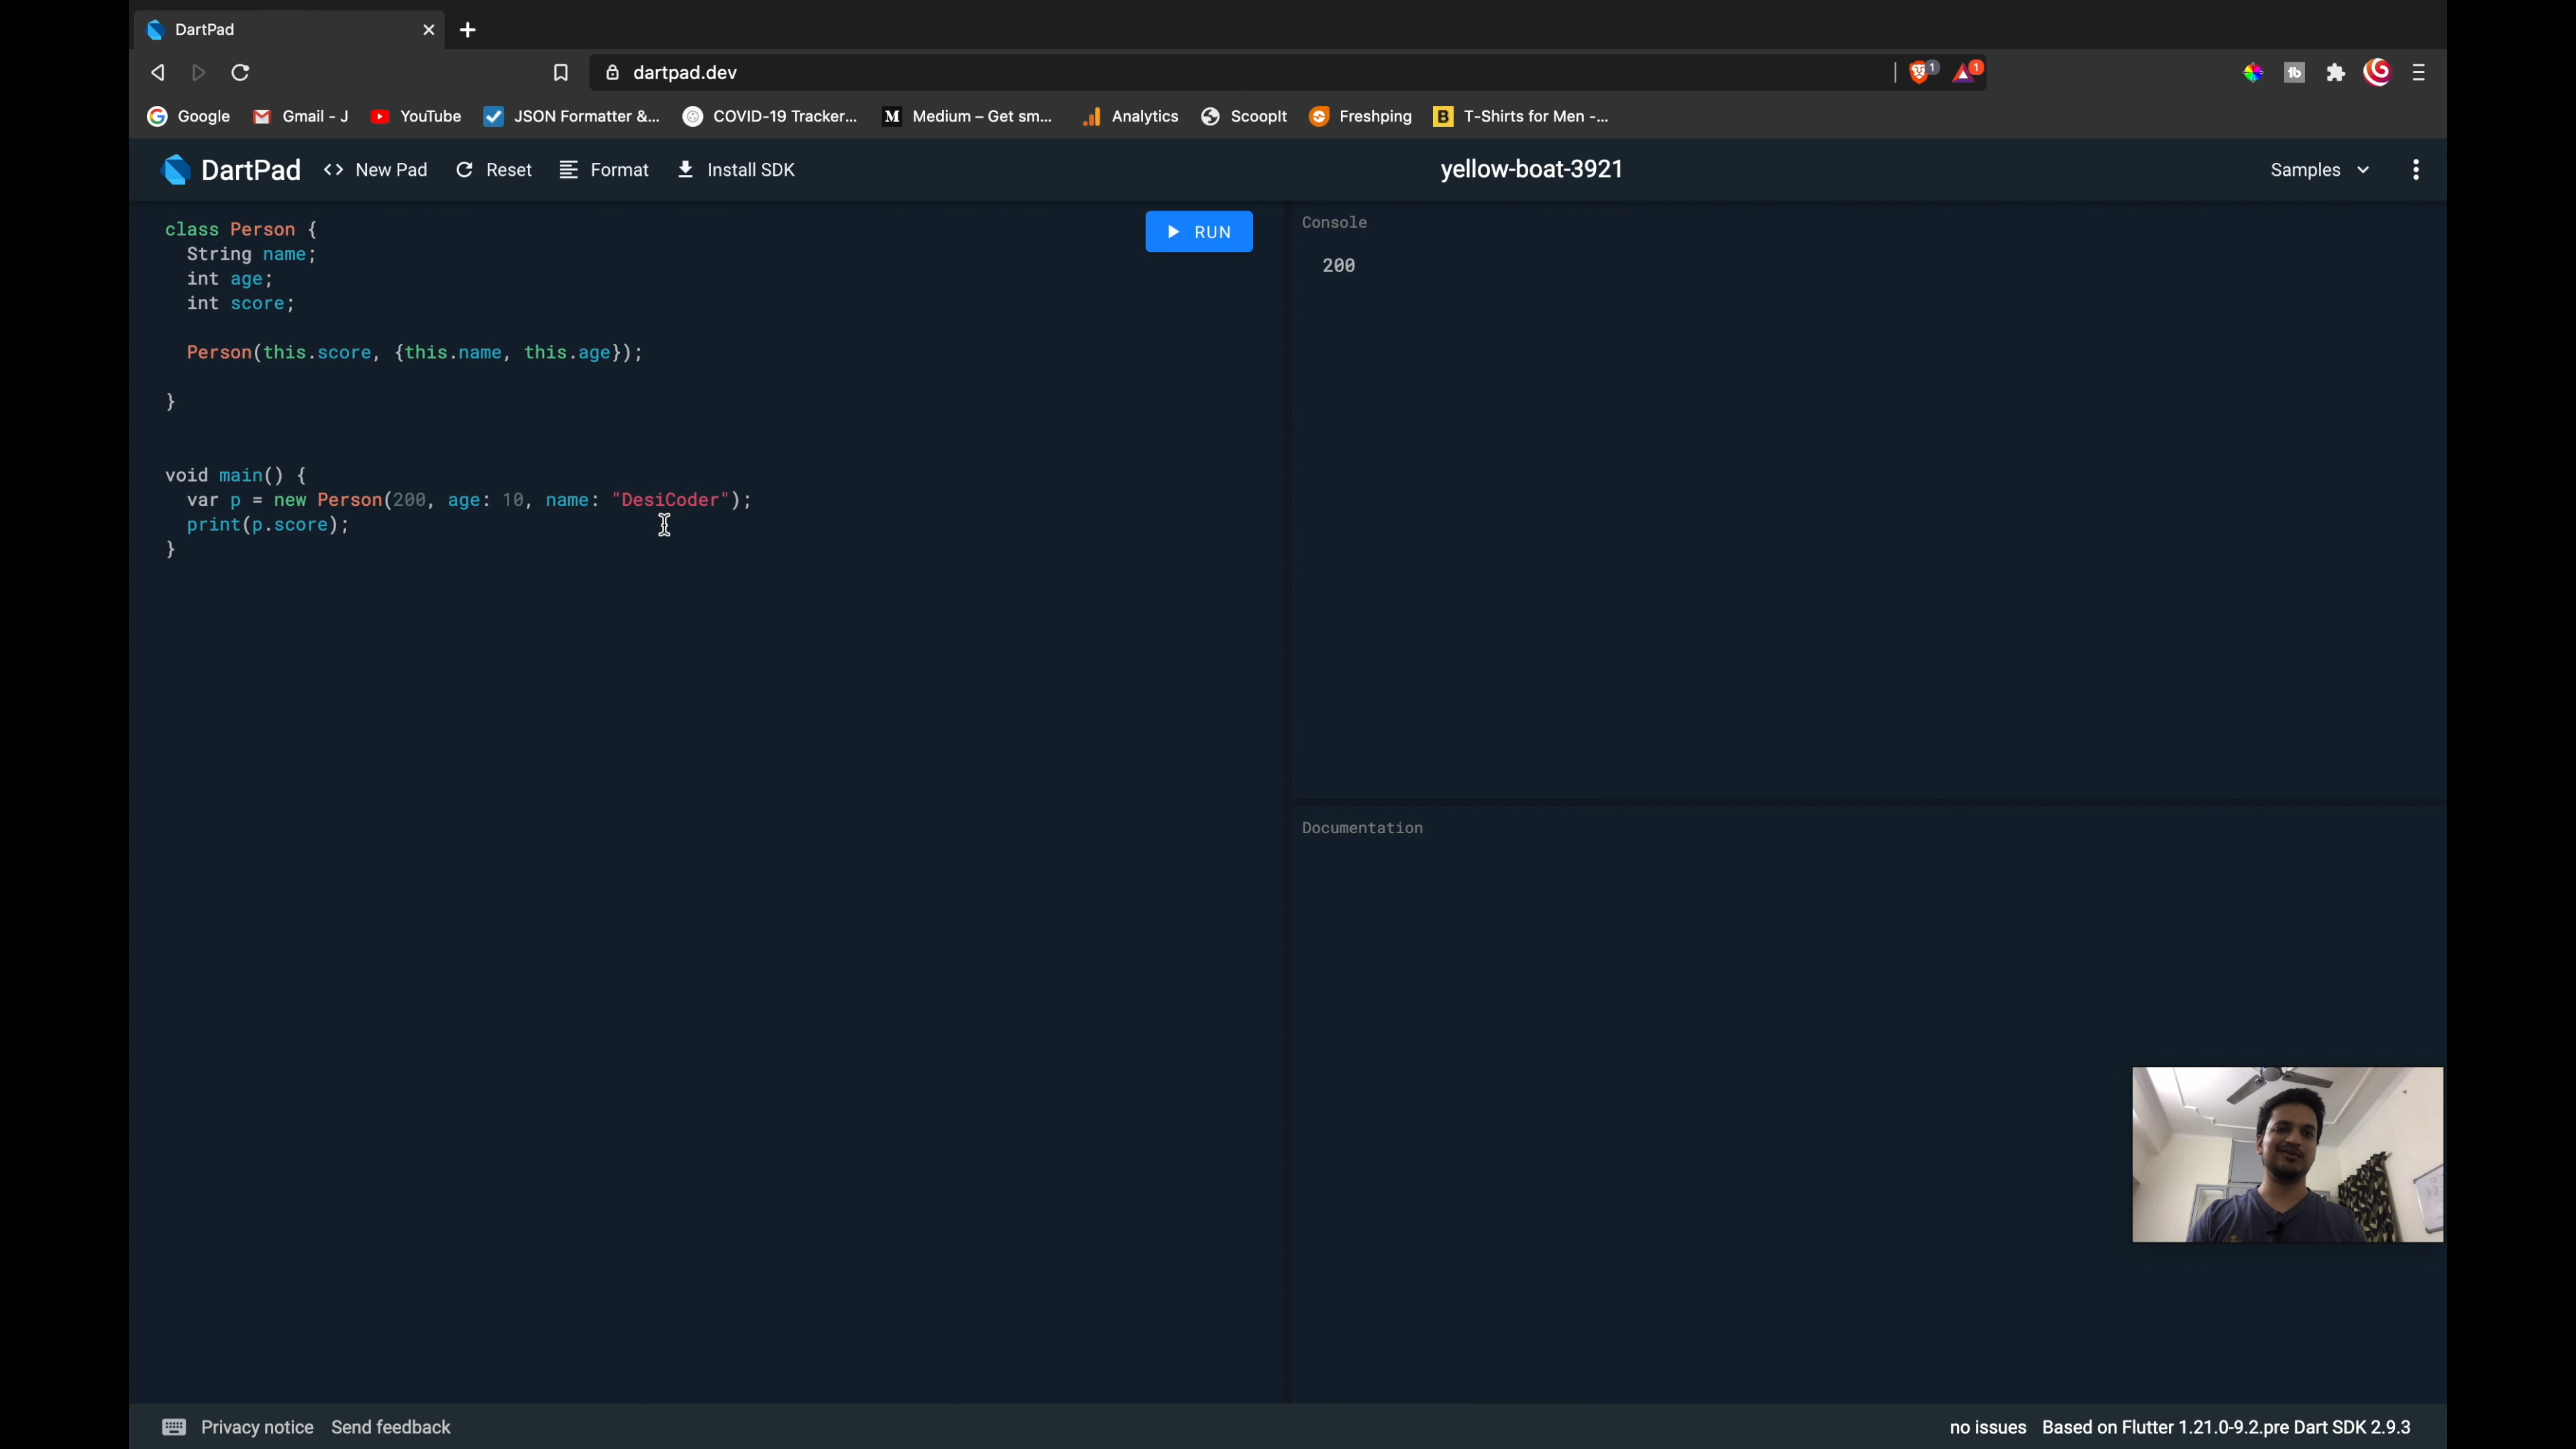 DartPad
dartpad.dev
1
1
Google
Gmail - J
YouTube
JSON Formatter &...
COVID-19 Tracker...
M
Medium – Get sm...
Analytics
ScoopIt
Freshping
B
T-Shirts for Men -...
DartPad
<> New Pad
Reset
Format
Install SDK
yellow-boat-3921
Samples
class Person {
String name;
int age;
int score;
Person(this.score, {this.name, this.age});
}
void main() {
var p = new Person(200, age: 10, name: "DesiCoder");
print(p.score);
}
RUN
Console
200
Documentation
Privacy notice
Send feedback
no issues
Based on Flutter 1.21.0-9.2.pre Dart SDK 2.9.3